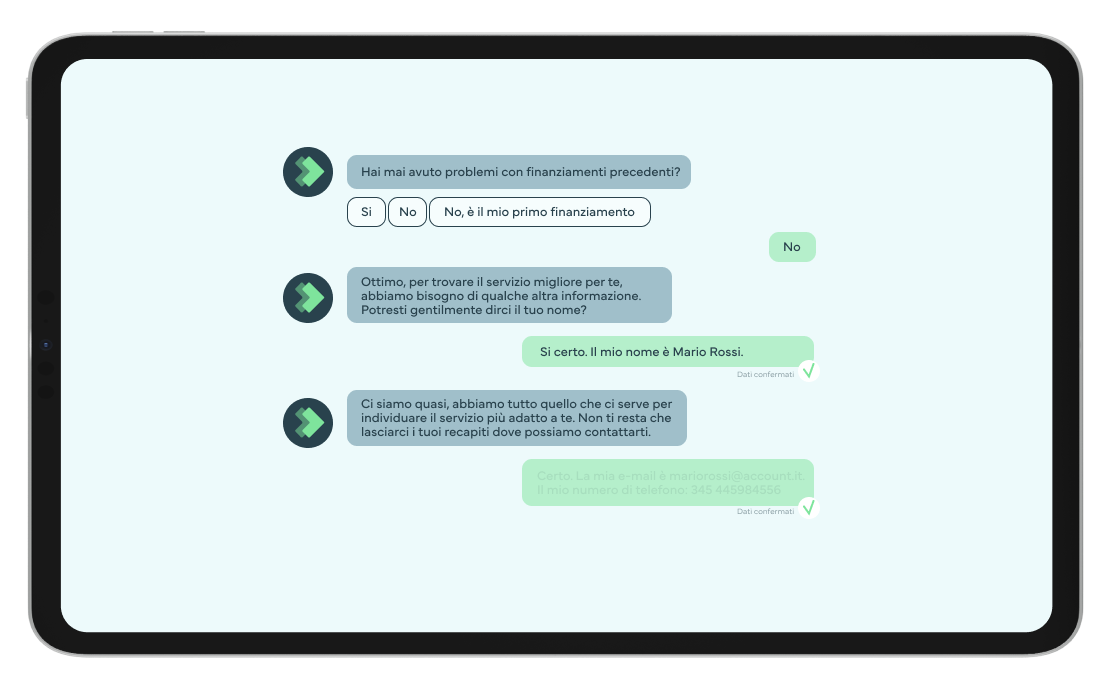 Hai mai avuto problemi con finanziamenti precedenti?
Si
No
No, è il mio primo finanziamento
No
Ottimo, per trovare il servizio migliore per te,
abbiamo bisogno di qualche altra informazione.
Potresti gentilmente dirci il tuo nome?
Si certo. Il mio nome è Mario Rossi.
Dati confermati
Ci siamo quasi, abbiamo tutto quello che ci serve per
individuare il servizio più adatto a te. Non ti resta che
lasciarci i tuoi recapiti dove possiamo contattarti.
Certo. La mia e-mail è mariorossi@account.it.
Il mio numero di telefono: 345 445984556
Dati confermati